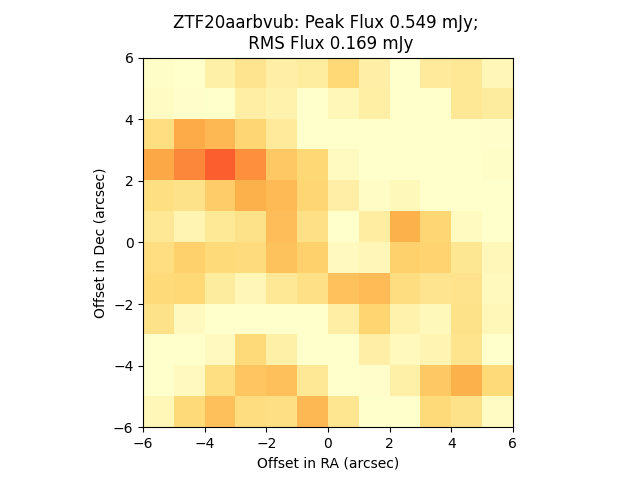 ZTF20aarbvub: Peak Flux 0.549 mJy;
RMS Flux 0.169 mJy
6
4
2
0
−2
−4
−6
Offset in Dec (arcsec)
−6 −4 −2 0 2 4 6
Offset in RA (arcsec)